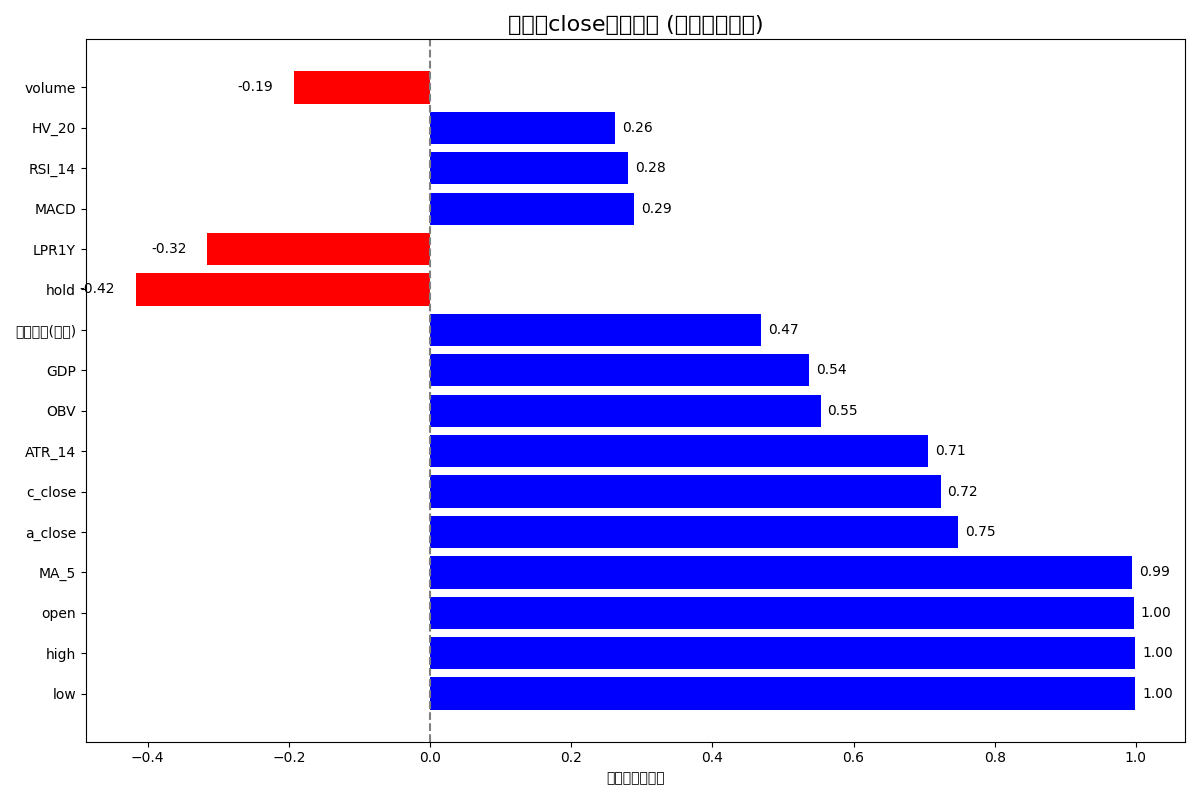 close
volume
-0.19
HV_20
0.26
RSI_14
0.28
MACD
0.29
LPR1Y
-0.32
hold
-0.42
0.47
GDP
0.54
OBV
0.55
ATR_14
0.71
c_close
0.72
a_close
0.75
MA_5
0.99
open
1.00
high
1.00
low
1.00
−0.4 −0.2 0.0 0.2 0.4 0.6 0.8 1.0